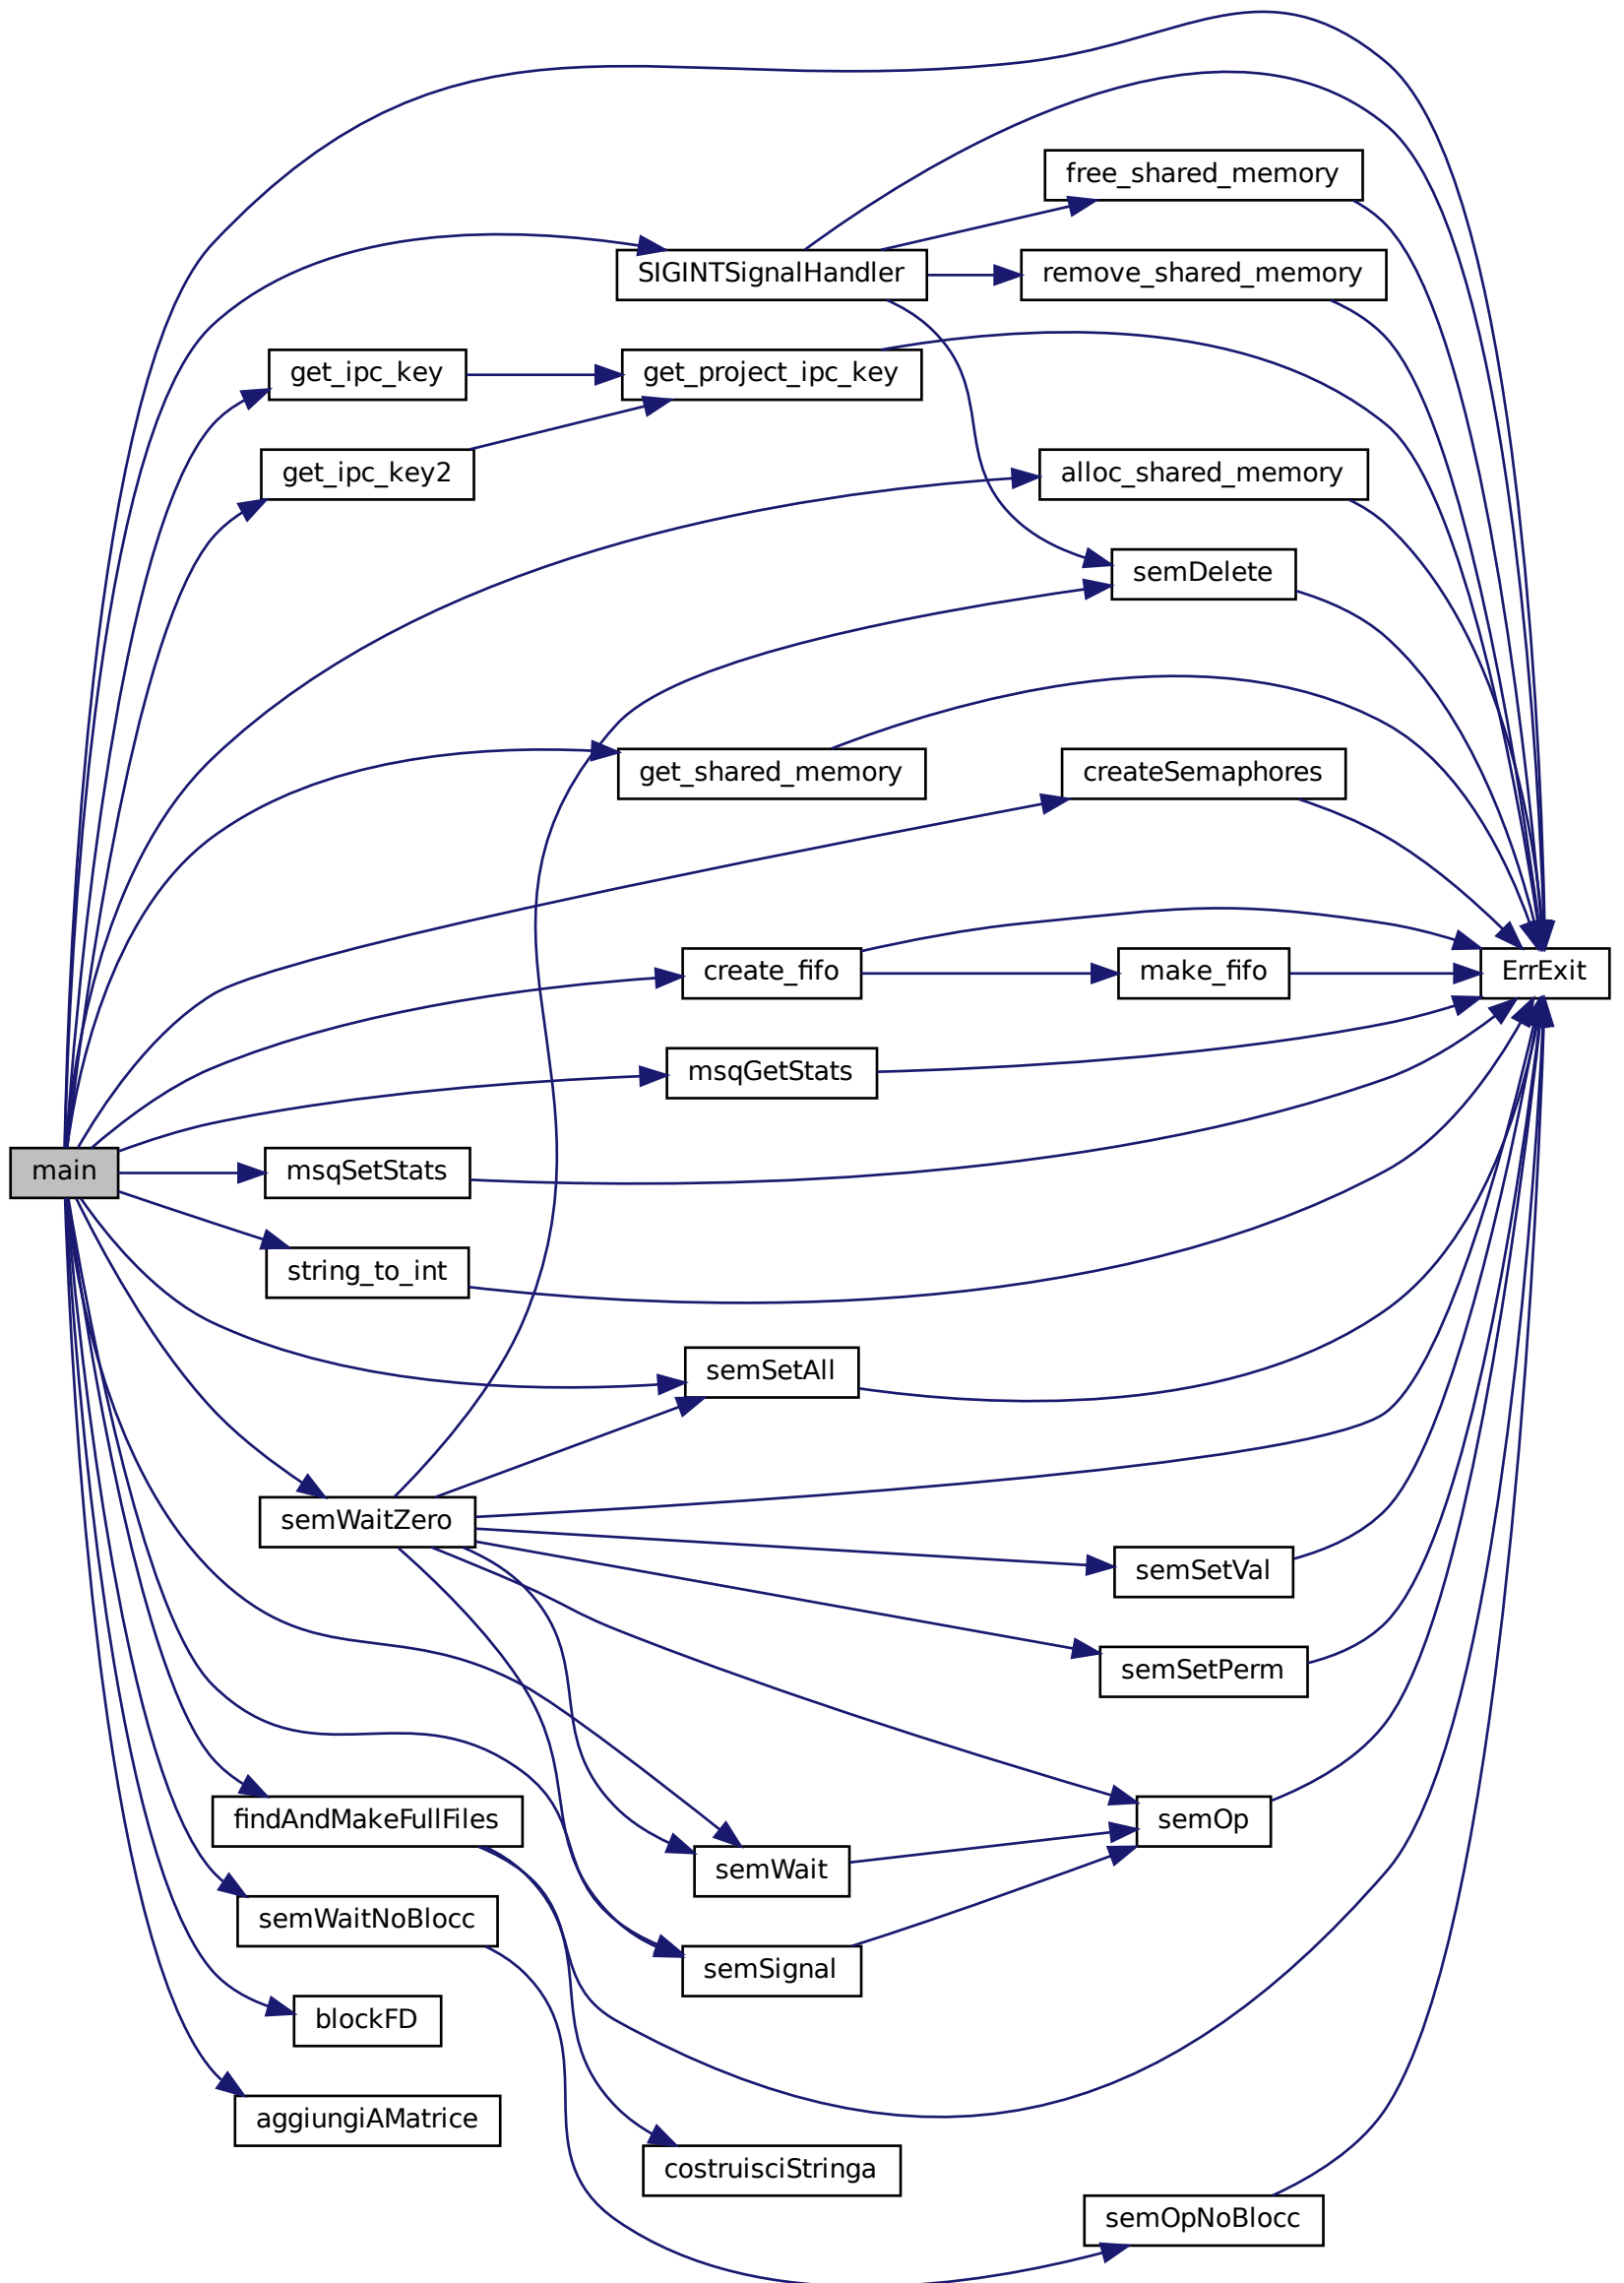 free_shared_memory
SIGINTSignalHandler
remove_shared_memory
get_ipc_key
get_project_ipc_key
get_ipc_key2
alloc_shared_memory
semDelete
get_shared_memory
createSemaphores
create_fifo
make_fifo
ErrExit
msqGetStats
main
msqSetStats
string_to_int
semSetAll
semWaitZero
semSetVal
semSetPerm
findAndMakeFullFiles
semOp
semWait
semWaitNoBlocc
semSignal
blockFD
aggiungiAMatrice
costruisciStringa
semOpNoBlocc